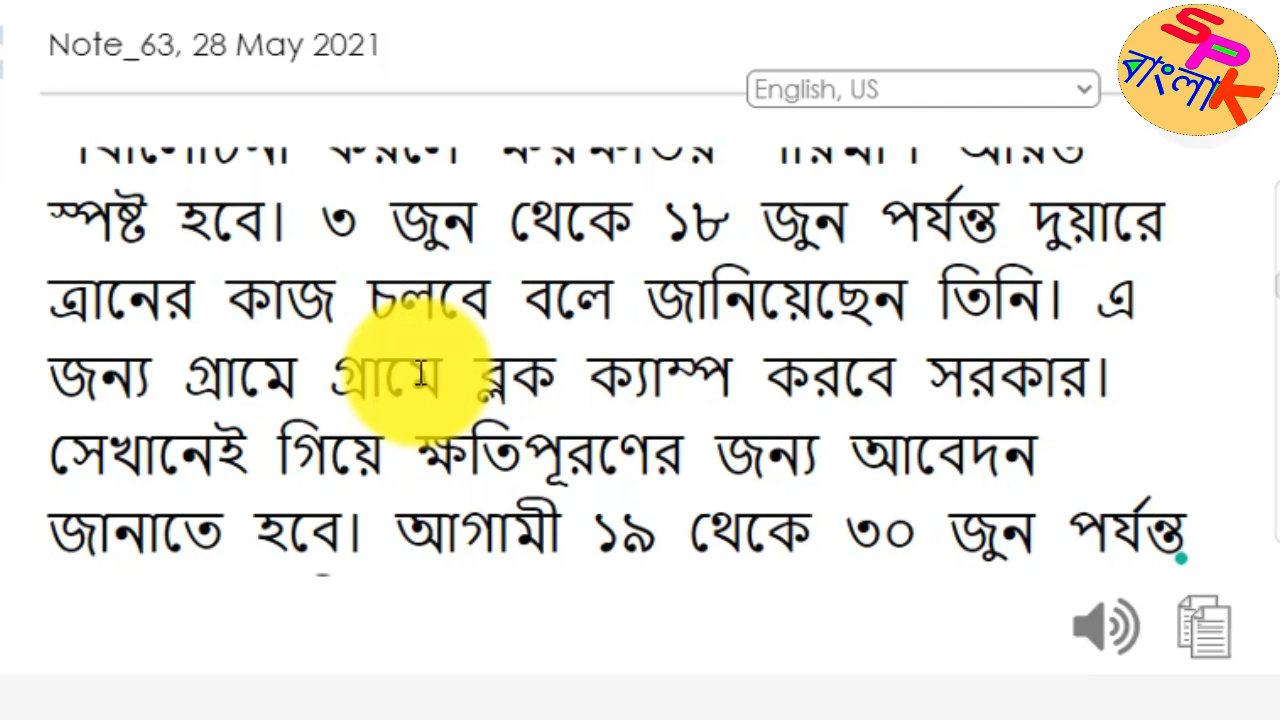 Note_63, 28 May 2021
SPK
বাংলা
English, US
স্পষ্ট হবে। ৩ জুন থেকে ১৮ জুন পর্যন্ত দুয়ারে
ত্রানের কাজ চলবে বলে জানিয়েছেন তিনি। এ
জন্য গ্রামে গ্রামে ব্লক ক্যাম্প করবে সরকার।
সেখানেই গিয়ে ক্ষতিপূরণের জন্য আবেদন
জানাতে হবে। আগামী ১৯ থেকে ৩০ জুন পর্যন্ত